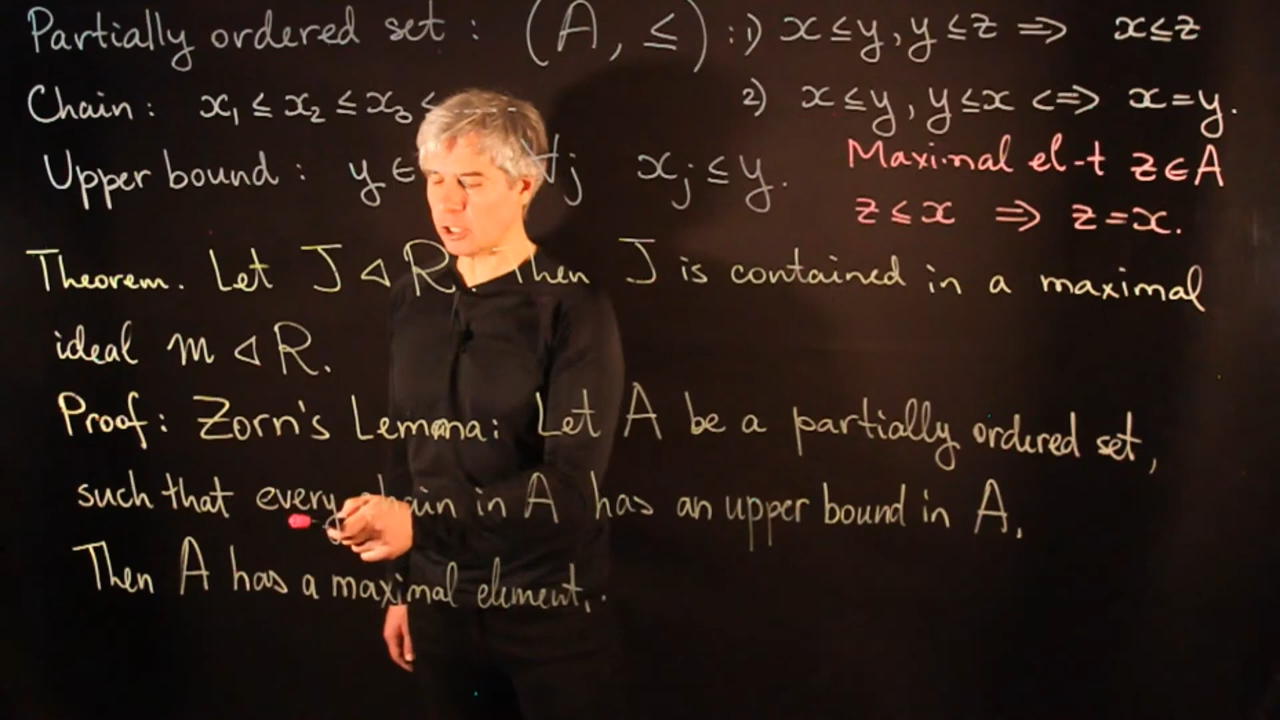 Partially ordered set : (A, ≤) : 1) x ≤ y, y ≤ z ⇒ x ≤ z
Chain : x₁ ≤ x₂ ≤ x₃ ≤ 2) x ≤ y, y ≤ x <=> x = y.
Upper bound : y ∈ ∀j xⱼ ≤ y. Maximal el-t z ∈ A
z ≤ x ⇒ z = x.
Theorem. Let J ⊲ R. Then J is contained in a maximal
ideal m ⊲ R.
Proof: Zorn's Lemma: Let A be a partially ordered set,
such that every chain in A has an upper bound in A.
Then A has a maximal element.